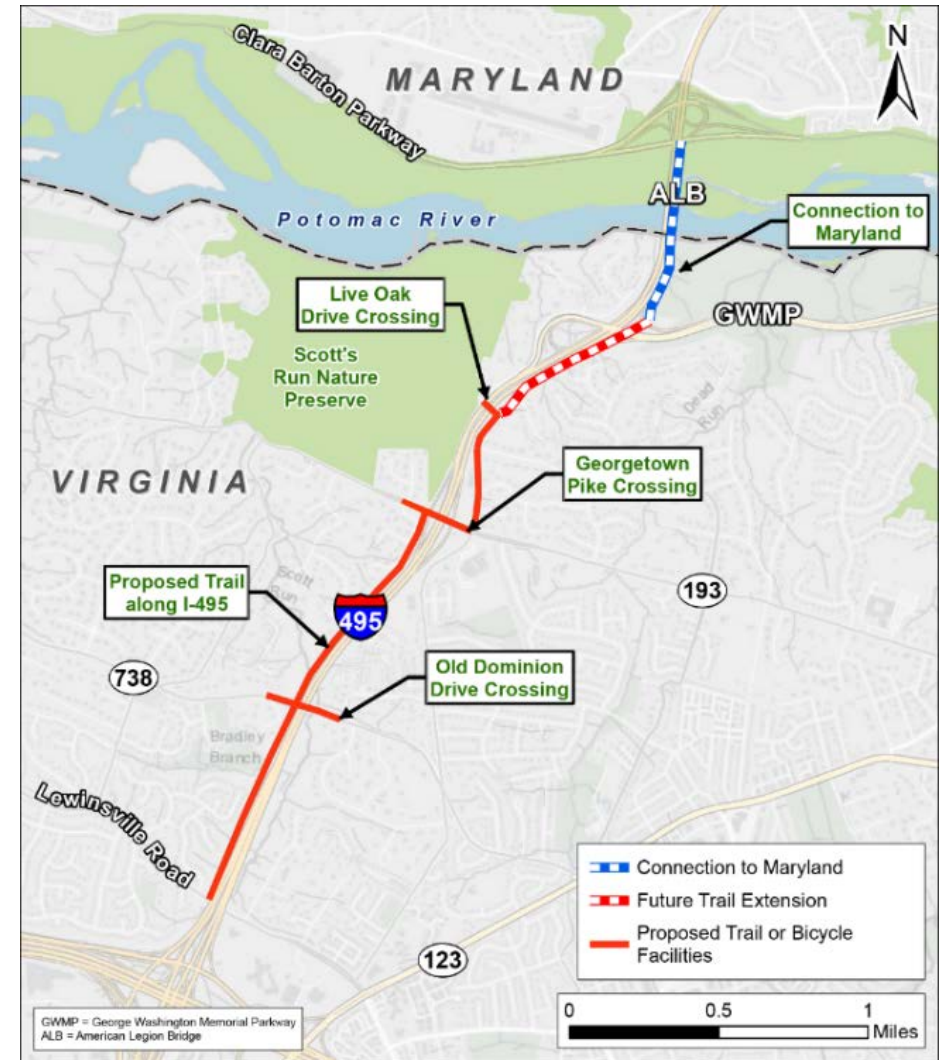 N
MARYLAND
Clara Barton Parkway
ALB
Potomac River
Connection to
Maryland
Live Oak
Drive Crossing
GWMP
Scott's
Run Nature
Preserve
Dead Run
VIRGINIA
Georgetown
Pike Crossing
Scott Run
Proposed Trail
along I-495
193
495
738
Old Dominion
Drive Crossing
Bradley
Branch
Lewinsville Road
Connection to Maryland
Future Trail Extension
Proposed Trail or Bicycle
Facilities
123
0 0.5 1
Miles
GWMP = George Washington Memorial Parkway
ALB = American Legion Bridge